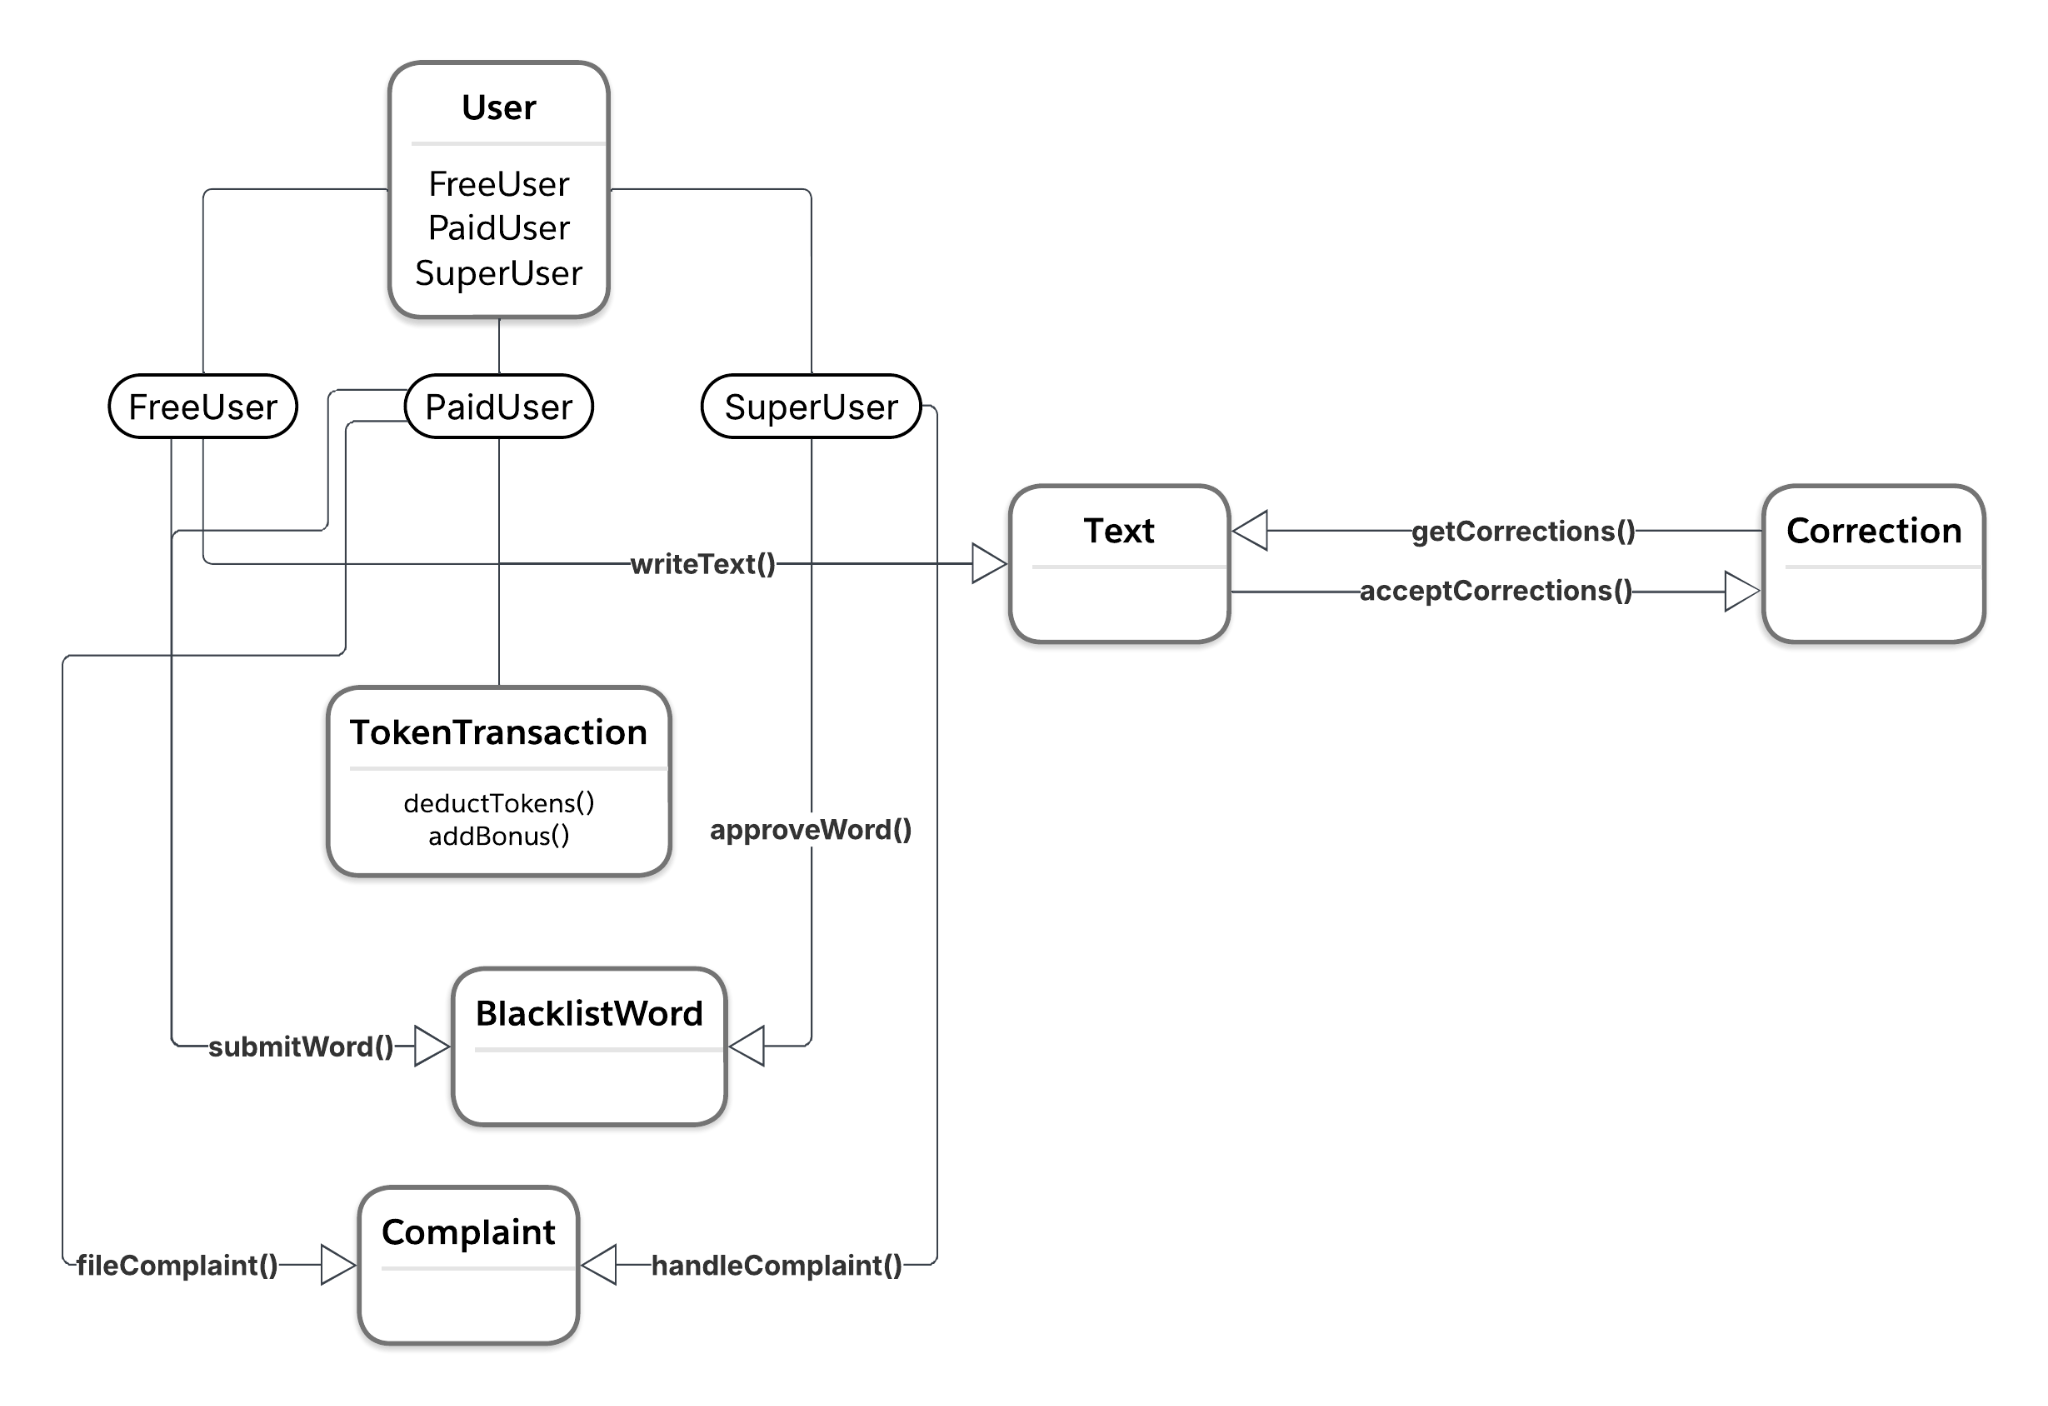 User
FreeUser
PaidUser
SuperUser
FreeUser
PaidUser
SuperUser
Text
Correction
getCorrections()
writeText()
acceptCorrections()
TokenTransaction
deductTokens()
addBonus()
approveWord()
BlacklistWord
submitWord()
Complaint
fileComplaint()
handleComplaint()